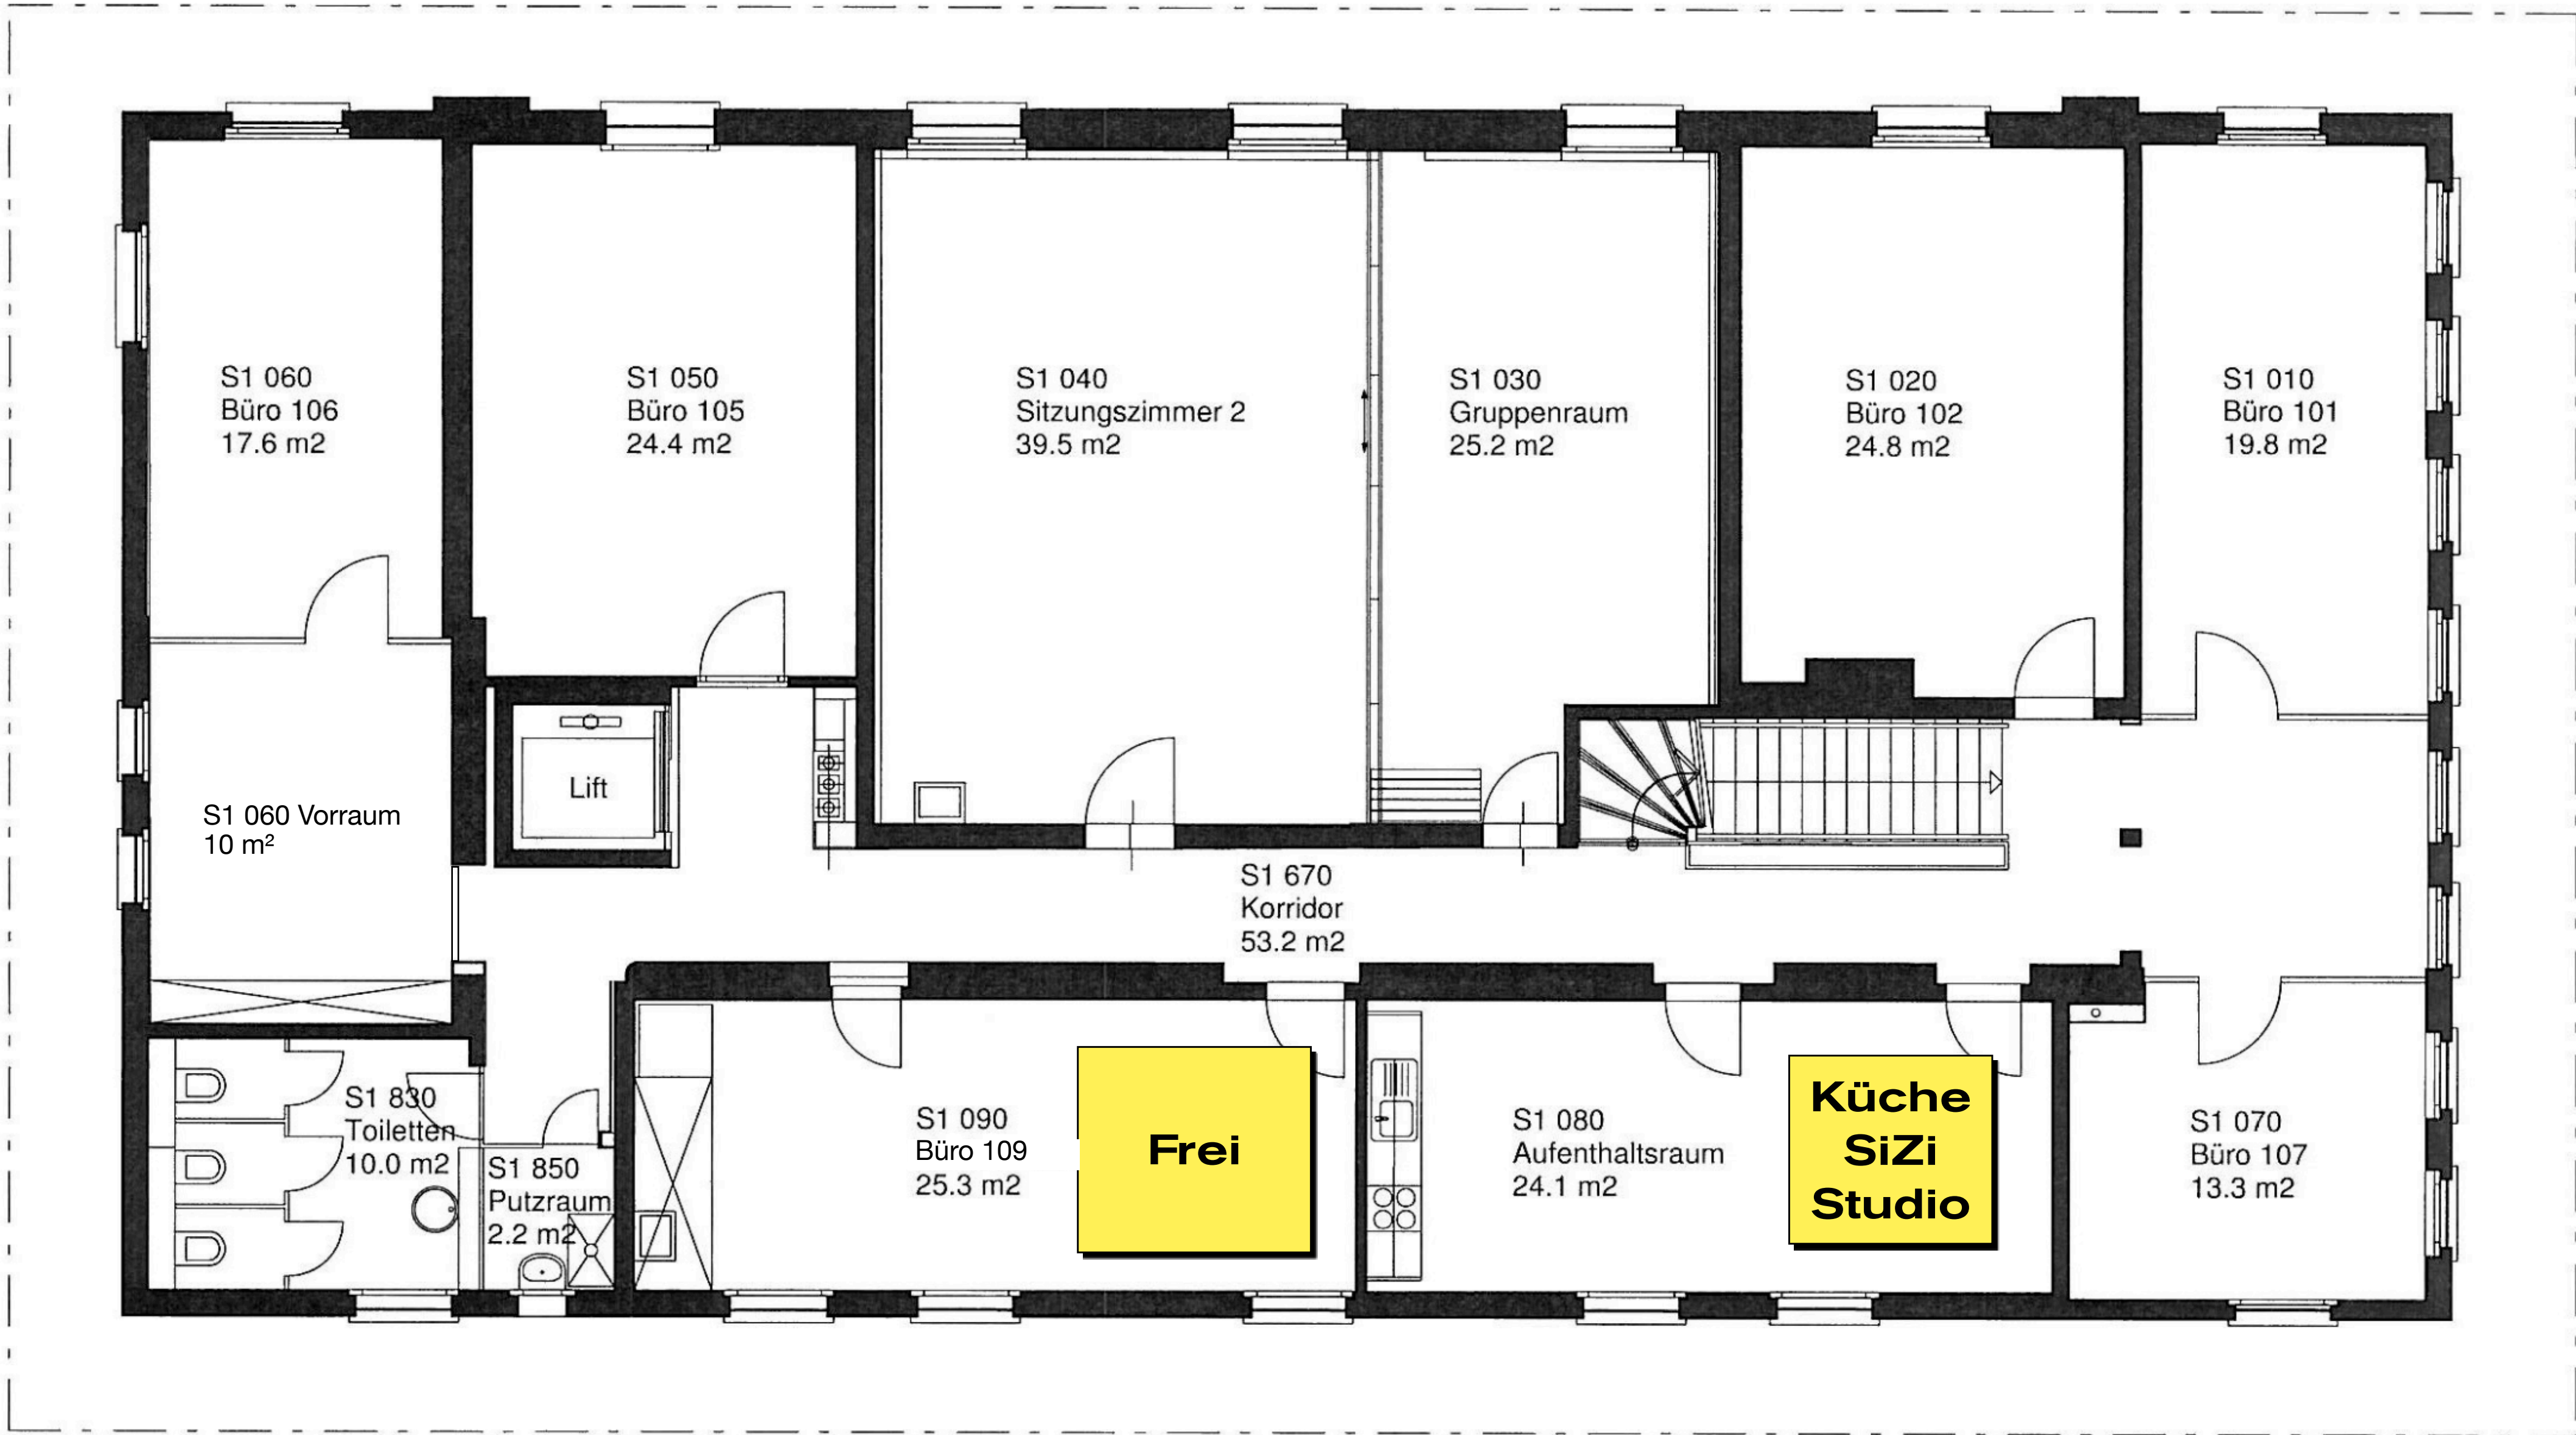 S1 060
Büro 106
17.6 m2
S1 050
Büro 105
24.4 m2
S1 040
Sitzungszimmer 2
39.5 m2
S1 030
Gruppenraum
25.2 m2
S1 020
Büro 102
24.8 m2
S1 010
Büro 101
19.8 m2
S1 060 Vorraum
10 m²
Lift
S1 670
Korridor
53.2 m2
S1 830
Toiletten
10.0 m2
S1 850
Putzraum
2.2 m2
S1 090
Büro 109
25.3 m2
Frei
S1 080
Aufenthaltsraum
24.1 m2
Küche
SiZi
Studio
S1 070
Büro 107
13.3 m2